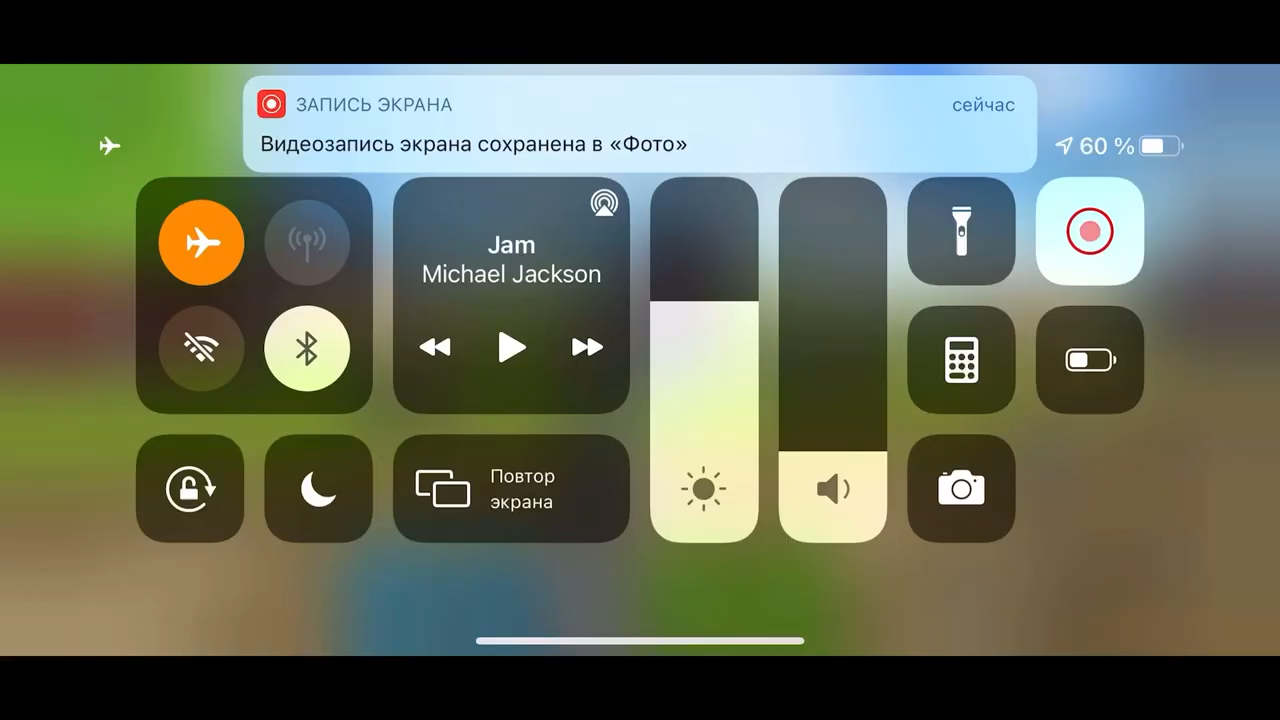 ЗАПИСЬ ЭКРАНА
сейчас
Видеозапись экрана сохранена в «Фото»
60 %
Jam
Michael Jackson
Повтор
экрана